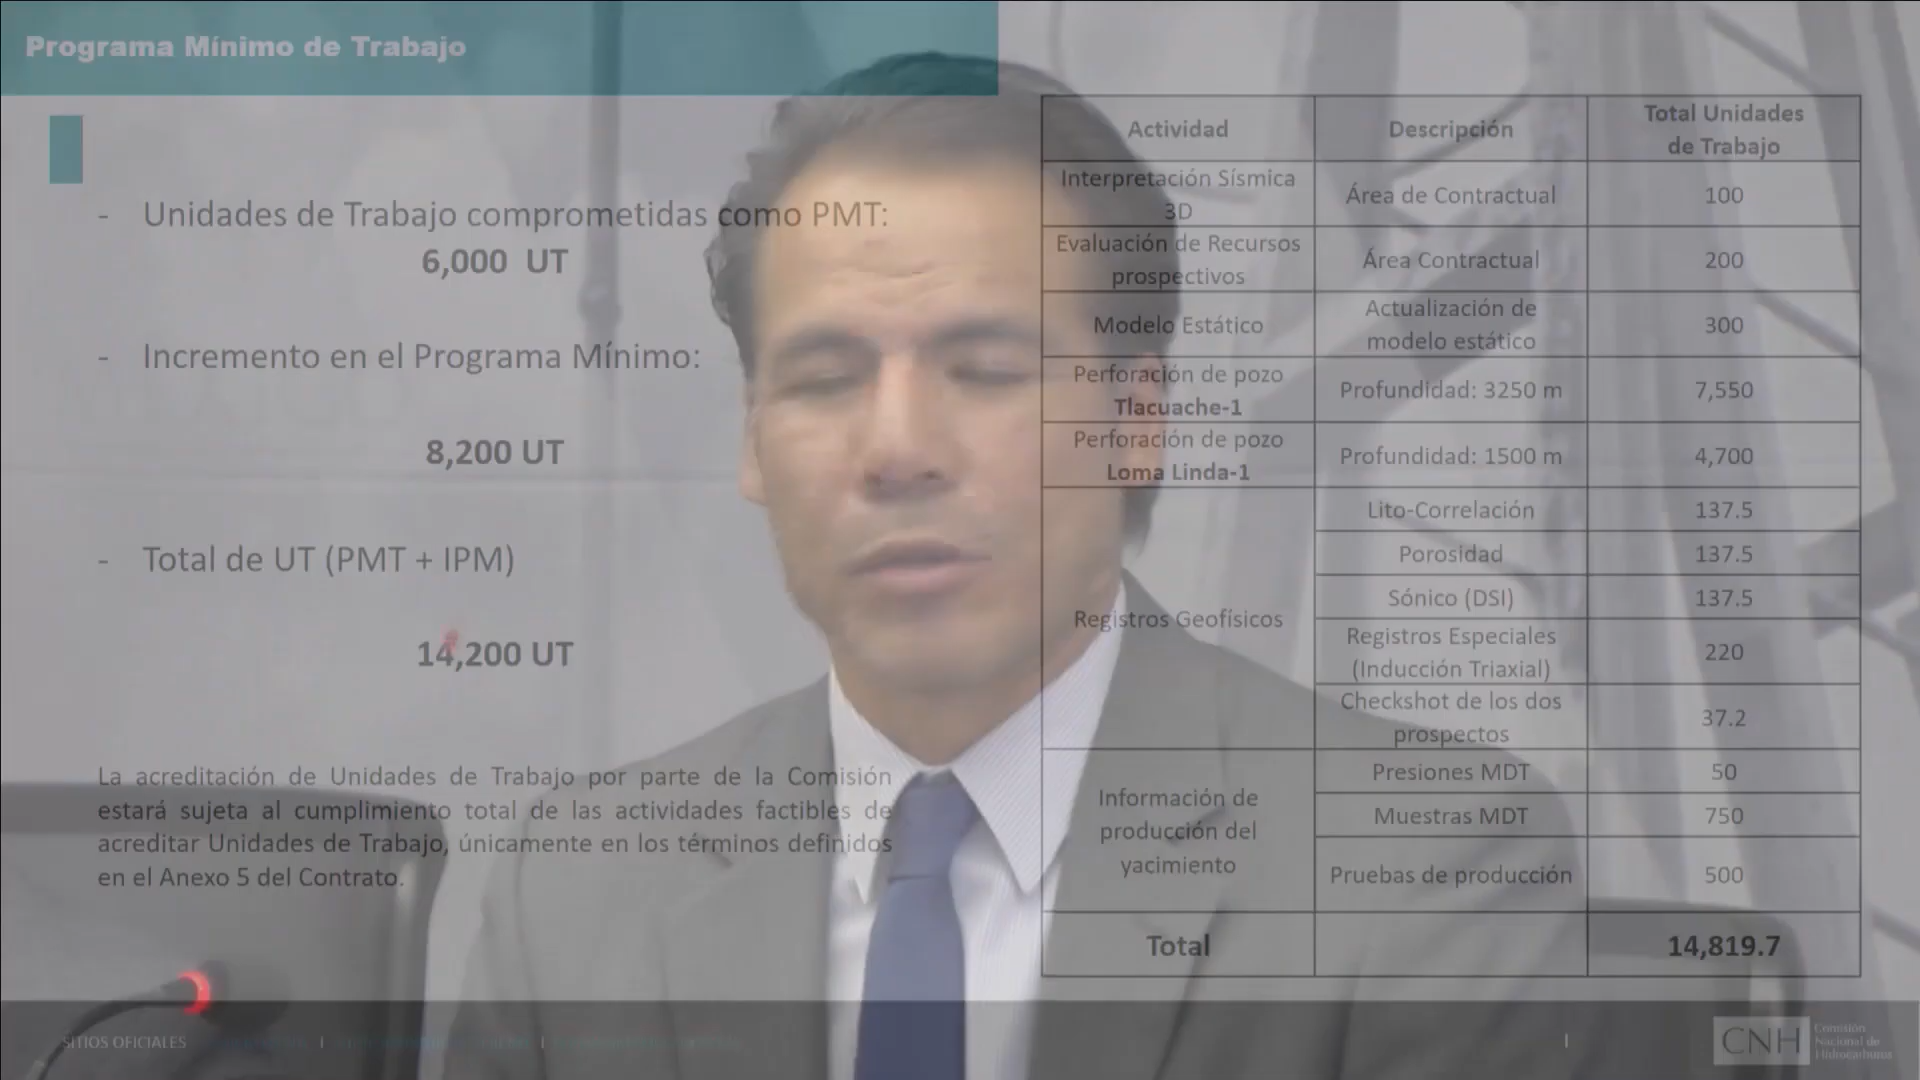 Programa Mínimo de Trabajo
- Unidades de Trabajo comprometidas como PMT:
6,000 UT
- Incremento en el Programa Mínimo:
8,200 UT
- Total de UT (PMT + IPM)
14,200 UT
La acreditación de Unidades de Trabajo por parte de la Comisión
estará sujeta al cumplimiento total de las actividades factibles de
acreditar Unidades de Trabajo, únicamente en los términos definidos
en el Anexo 5 del Contrato.
Actividad Descripción Total Unidades
de Trabajo
Interpretación Sísmica
3D Área de Contractual 100
Evaluación de Recursos
prospectivos Área Contractual 200
Modelo Estático Actualización de
modelo estático 300
Perforación de pozo
Tlacuache-1 Profundidad: 3250 m 7,550
Perforación de pozo
Loma Linda-1 Profundidad: 1500 m 4,700
Registros Geofísicos
Lito-Correlación 137.5
Porosidad 137.5
Sónico (DSI) 137.5
Registros Especiales
(Inducción Triaxial) 220
Checkshot de los dos
prospectos 37.2
Información de
producción del
yacimiento
Presiones MDT 50
Muestras MDT 750
Pruebas de producción 500
Total 14,819.7
SITIOS OFICIALES
CNH
Comisión
Nacional de
Hidrocarburos